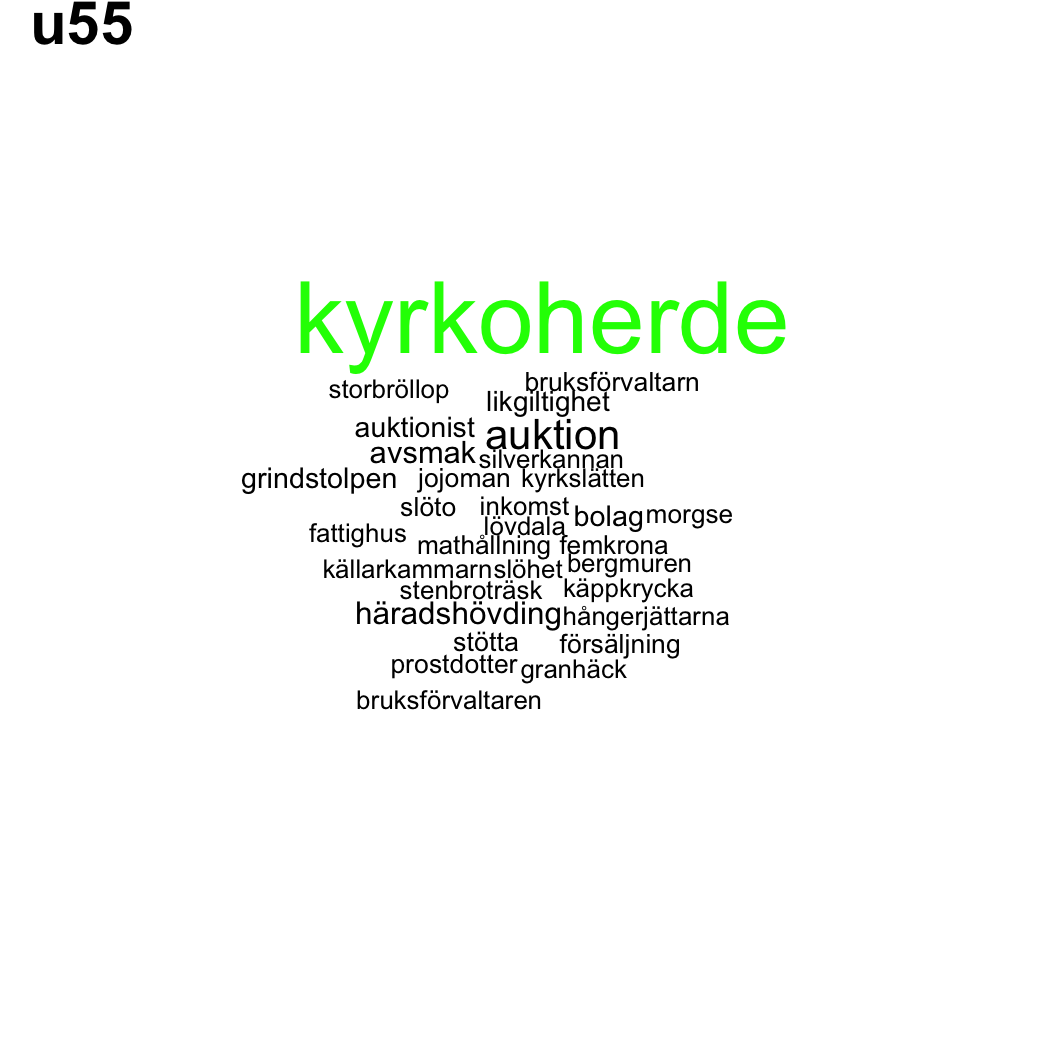 u55
kyrkoherde
storbröllop bruksförvaltarn
likgiltighet
auktionist auktion
avsmak silverkannan
grindstolpen jojoman kyrkslätten
slöto inkomst bolag morgse
fattighus lövdala
mathållning femkrona
källarkammarn slöhet bergmuren
stenbroträsk käppkrycka
häradshövding hångerjättarna
stötta försäljning
prostdotter granhäck
bruksförvaltaren